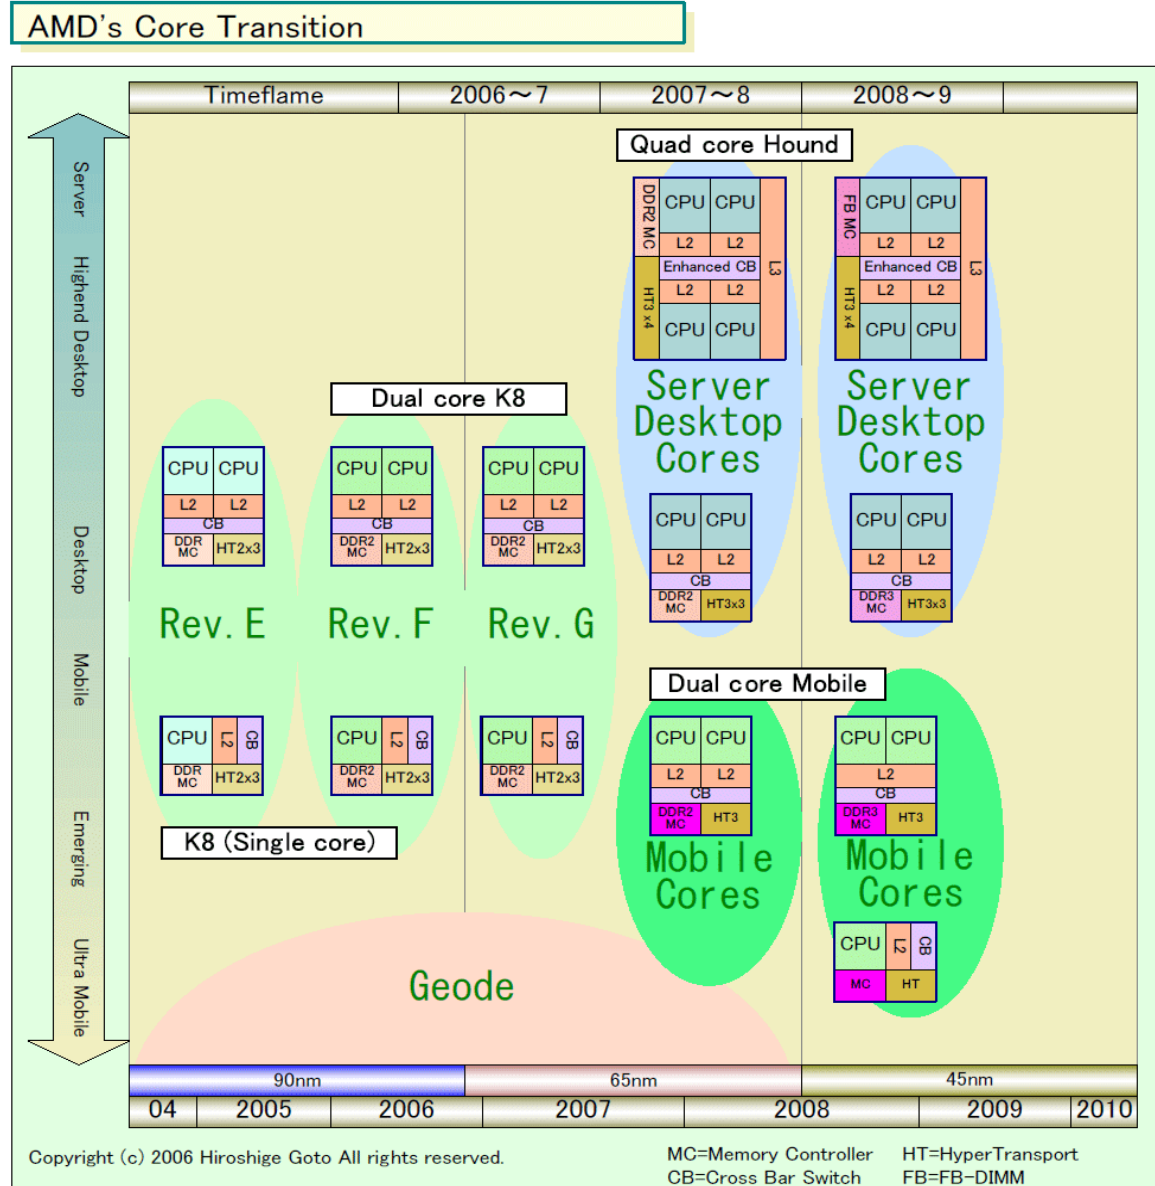 AMD's Core Transition
Timeflame
2006～7
2007～8
2008～9
Server
Highend Desktop
Desktop
Mobile
Emerging
Ultra Mobile
Quad core Hound
DDR2 MC
CPU CPU
L2 L2
Enhanced CB
L3
HT3 x4
L2 L2
CPU CPU
FB MC
CPU CPU
L2 L2
Enhanced CB
L3
HT3 x4
L2 L2
CPU CPU
Server
Desktop
Cores
Server
Desktop
Cores
Dual core K8
CPU CPU
L2 L2
CB
DDR
MC
HT2x3
CPU CPU
L2 L2
CB
DDR2
MC
HT2x3
CPU CPU
L2 L2
CB
DDR2
MC
HT2x3
CPU CPU
L2 L2
CB
DDR2
MC
HT3x3
CPU CPU
L2 L2
CB
DDR3
MC
HT3x3
Rev.E
Rev.F
Rev.G
Dual core Mobile
CPU L2 CB
DDR
MC
HT2x3
CPU L2 CB
DDR2
MC
HT2x3
CPU L2 CB
DDR2
MC
HT2x3
CPU CPU
L2 L2
CB
DDR2
MC
HT3
CPU CPU
L2
CB
DDR3
MC
HT3
K8 (Single core)
Mobile
Cores
Mobile
Cores
CPU L2 CB
MC HT
Geode
90nm
65nm
45nm
04
2005
2006
2007
2008
2009
2010
Copyright (c) 2006 Hiroshige Goto All rights reserved.
MC=Memory Controller
HT=HyperTransport
CB=Cross Bar Switch
FB=FB-DIMM